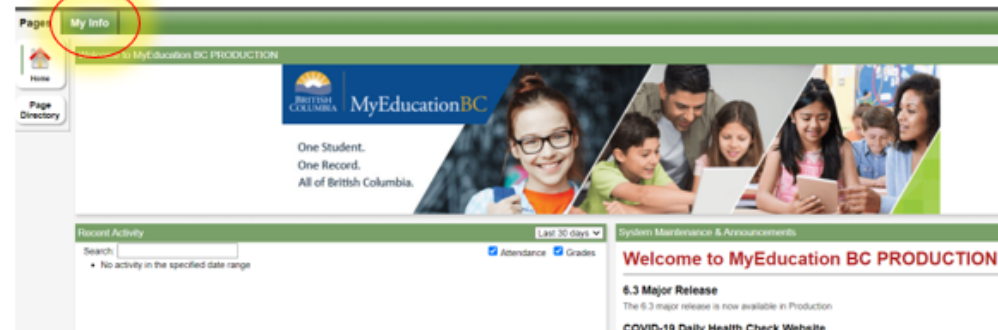 Pages My Info
Welcome to MyEducation BC PRODUCTION
Home
Page
Directory
BRITISH
COLUMBIA
MyEducationBC
One Student.
One Record.
All of British Columbia.
Recent Activity Last 30 days
Search: Attendance Grades
No activity in the specified date range
System Maintenance & Announcements
Welcome to MyEducation BC PRODUCTION
6.3 Major Release
The 6.3 major release is now available in Production
COVID-19 Daily Health Check Website